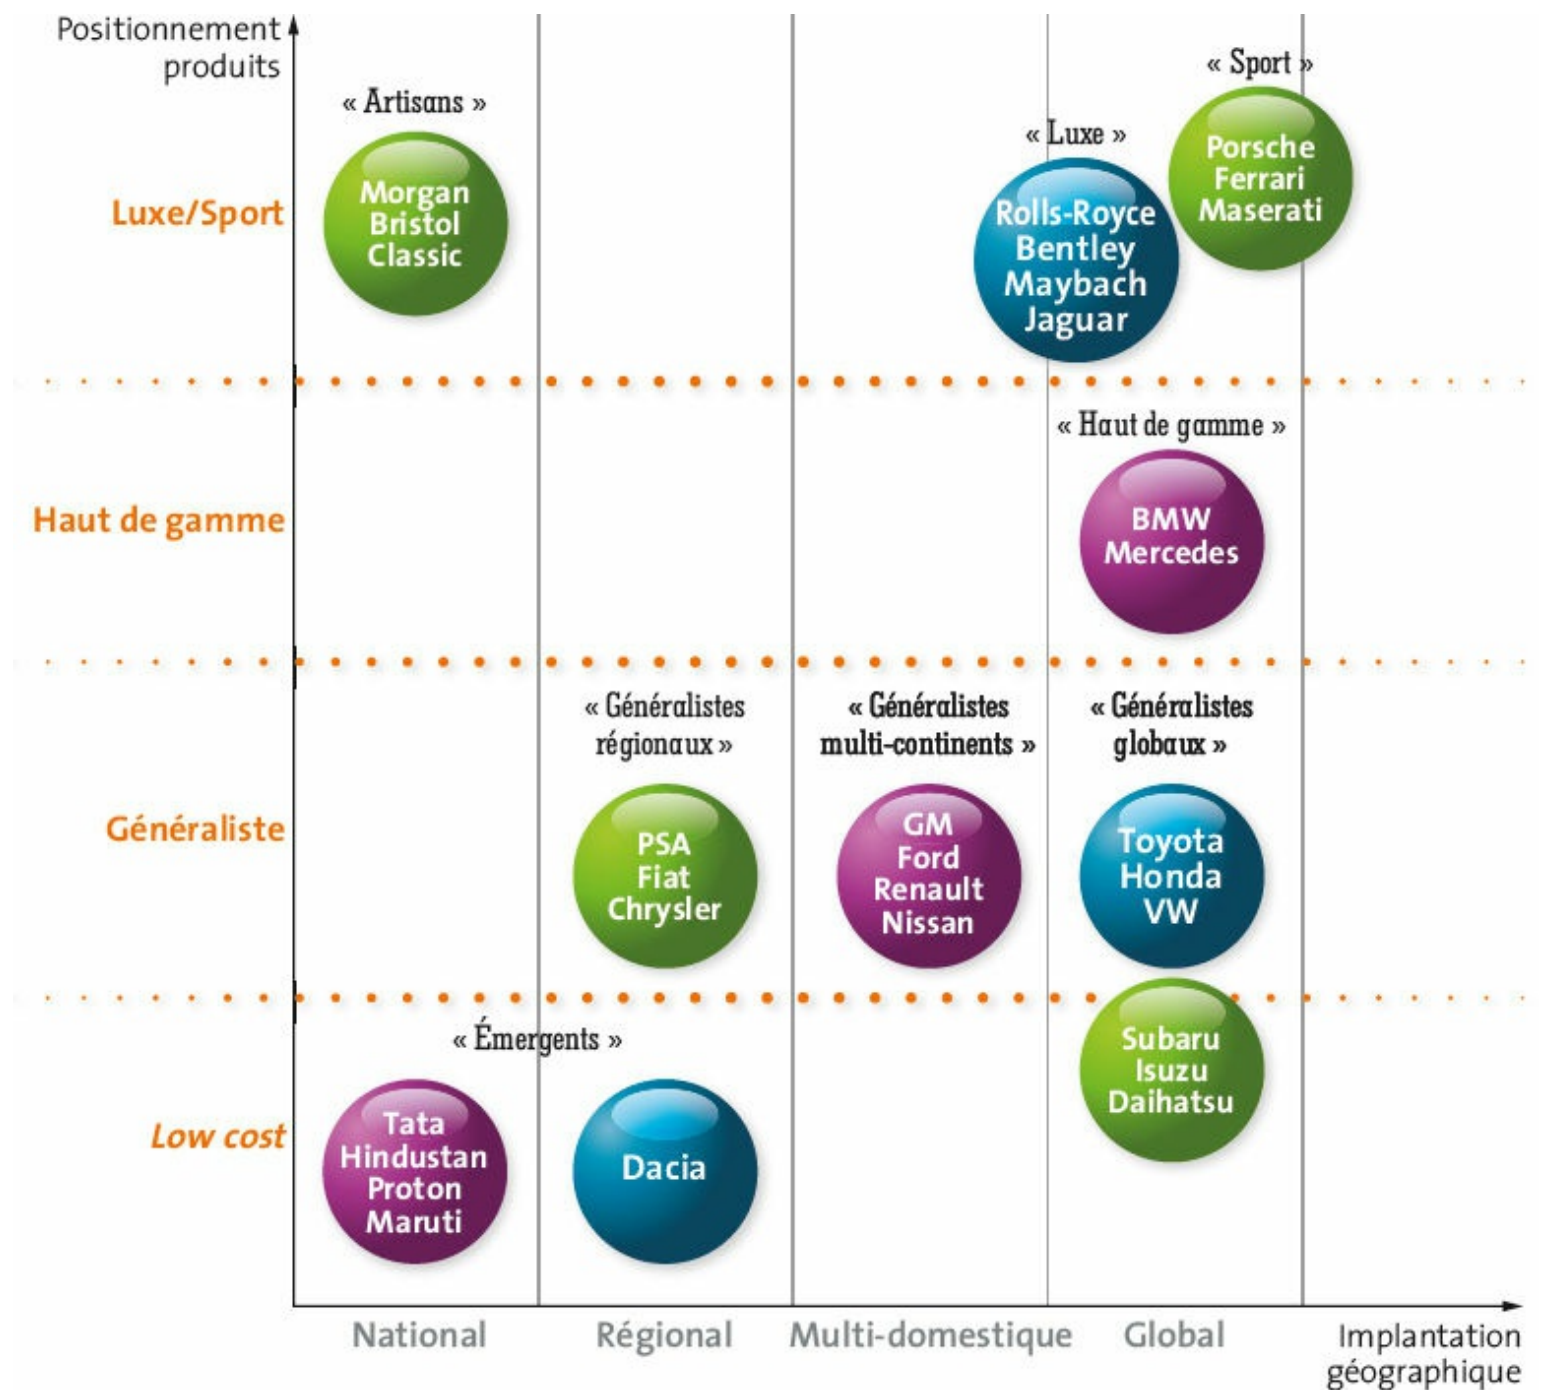 Positionnement
produits
« Sport »
« Artisans »
« Luxe »
Porsche
Ferrari
Maserati
Morgan
Bristol
Classic
Luxe/Sport
Rolls-Royce
Bentley
Maybach
Jaguar
« Haut de gamme »
Haut de gamme
BMW
Mercedes
« Généralistes
régionaux »
« Généralistes
multi-continents »
« Généralistes
globaux »
Généraliste
PSA
Fiat
Chrysler
GM
Ford
Renault
Nissan
Toyota
Honda
VW
« Émergents »
Subaru
Isuzu
Daihatsu
Low cost
Tata
Hindustan
Proton
Maruti
Dacia
National
Régional
Multi-domestique
Global
Implantation
géographique